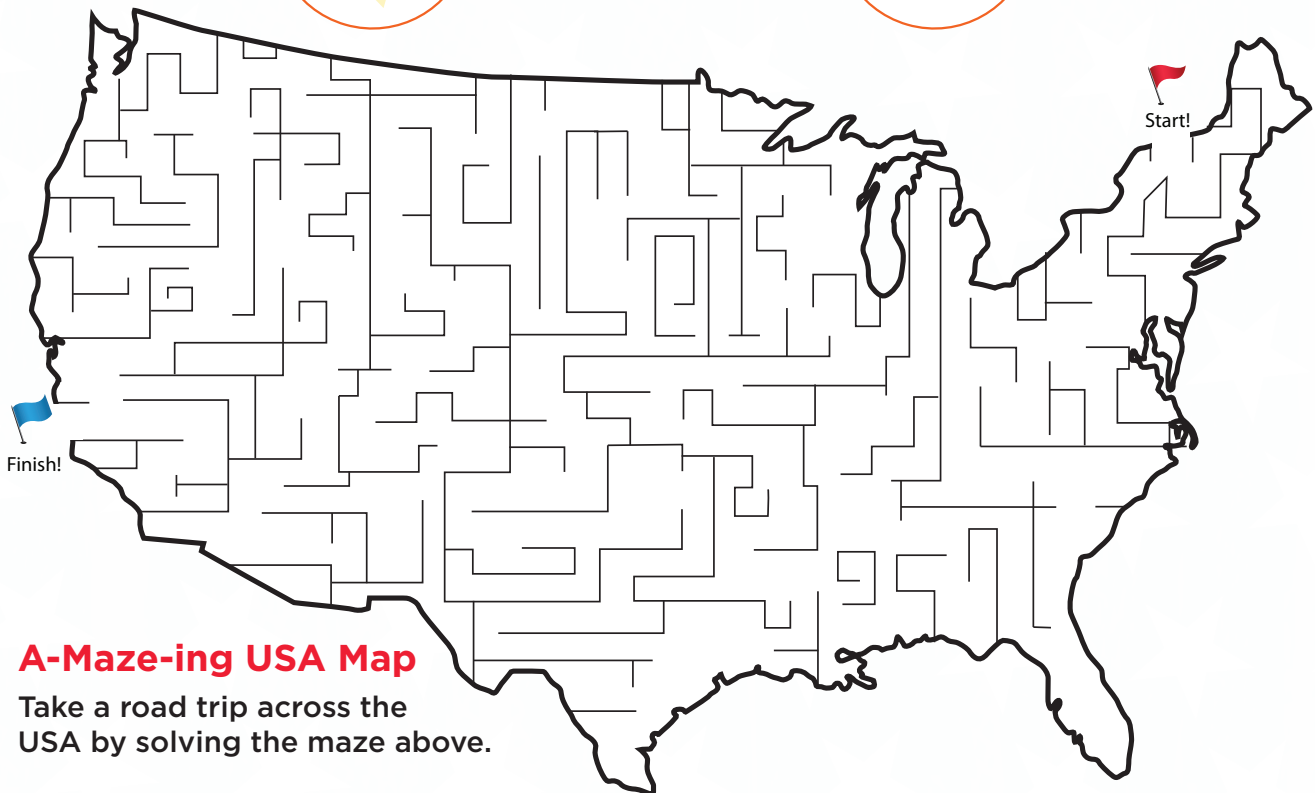 Start!
Finish!
A-Maze-ing USA Map
Take a road trip across the
USA by solving the maze above.